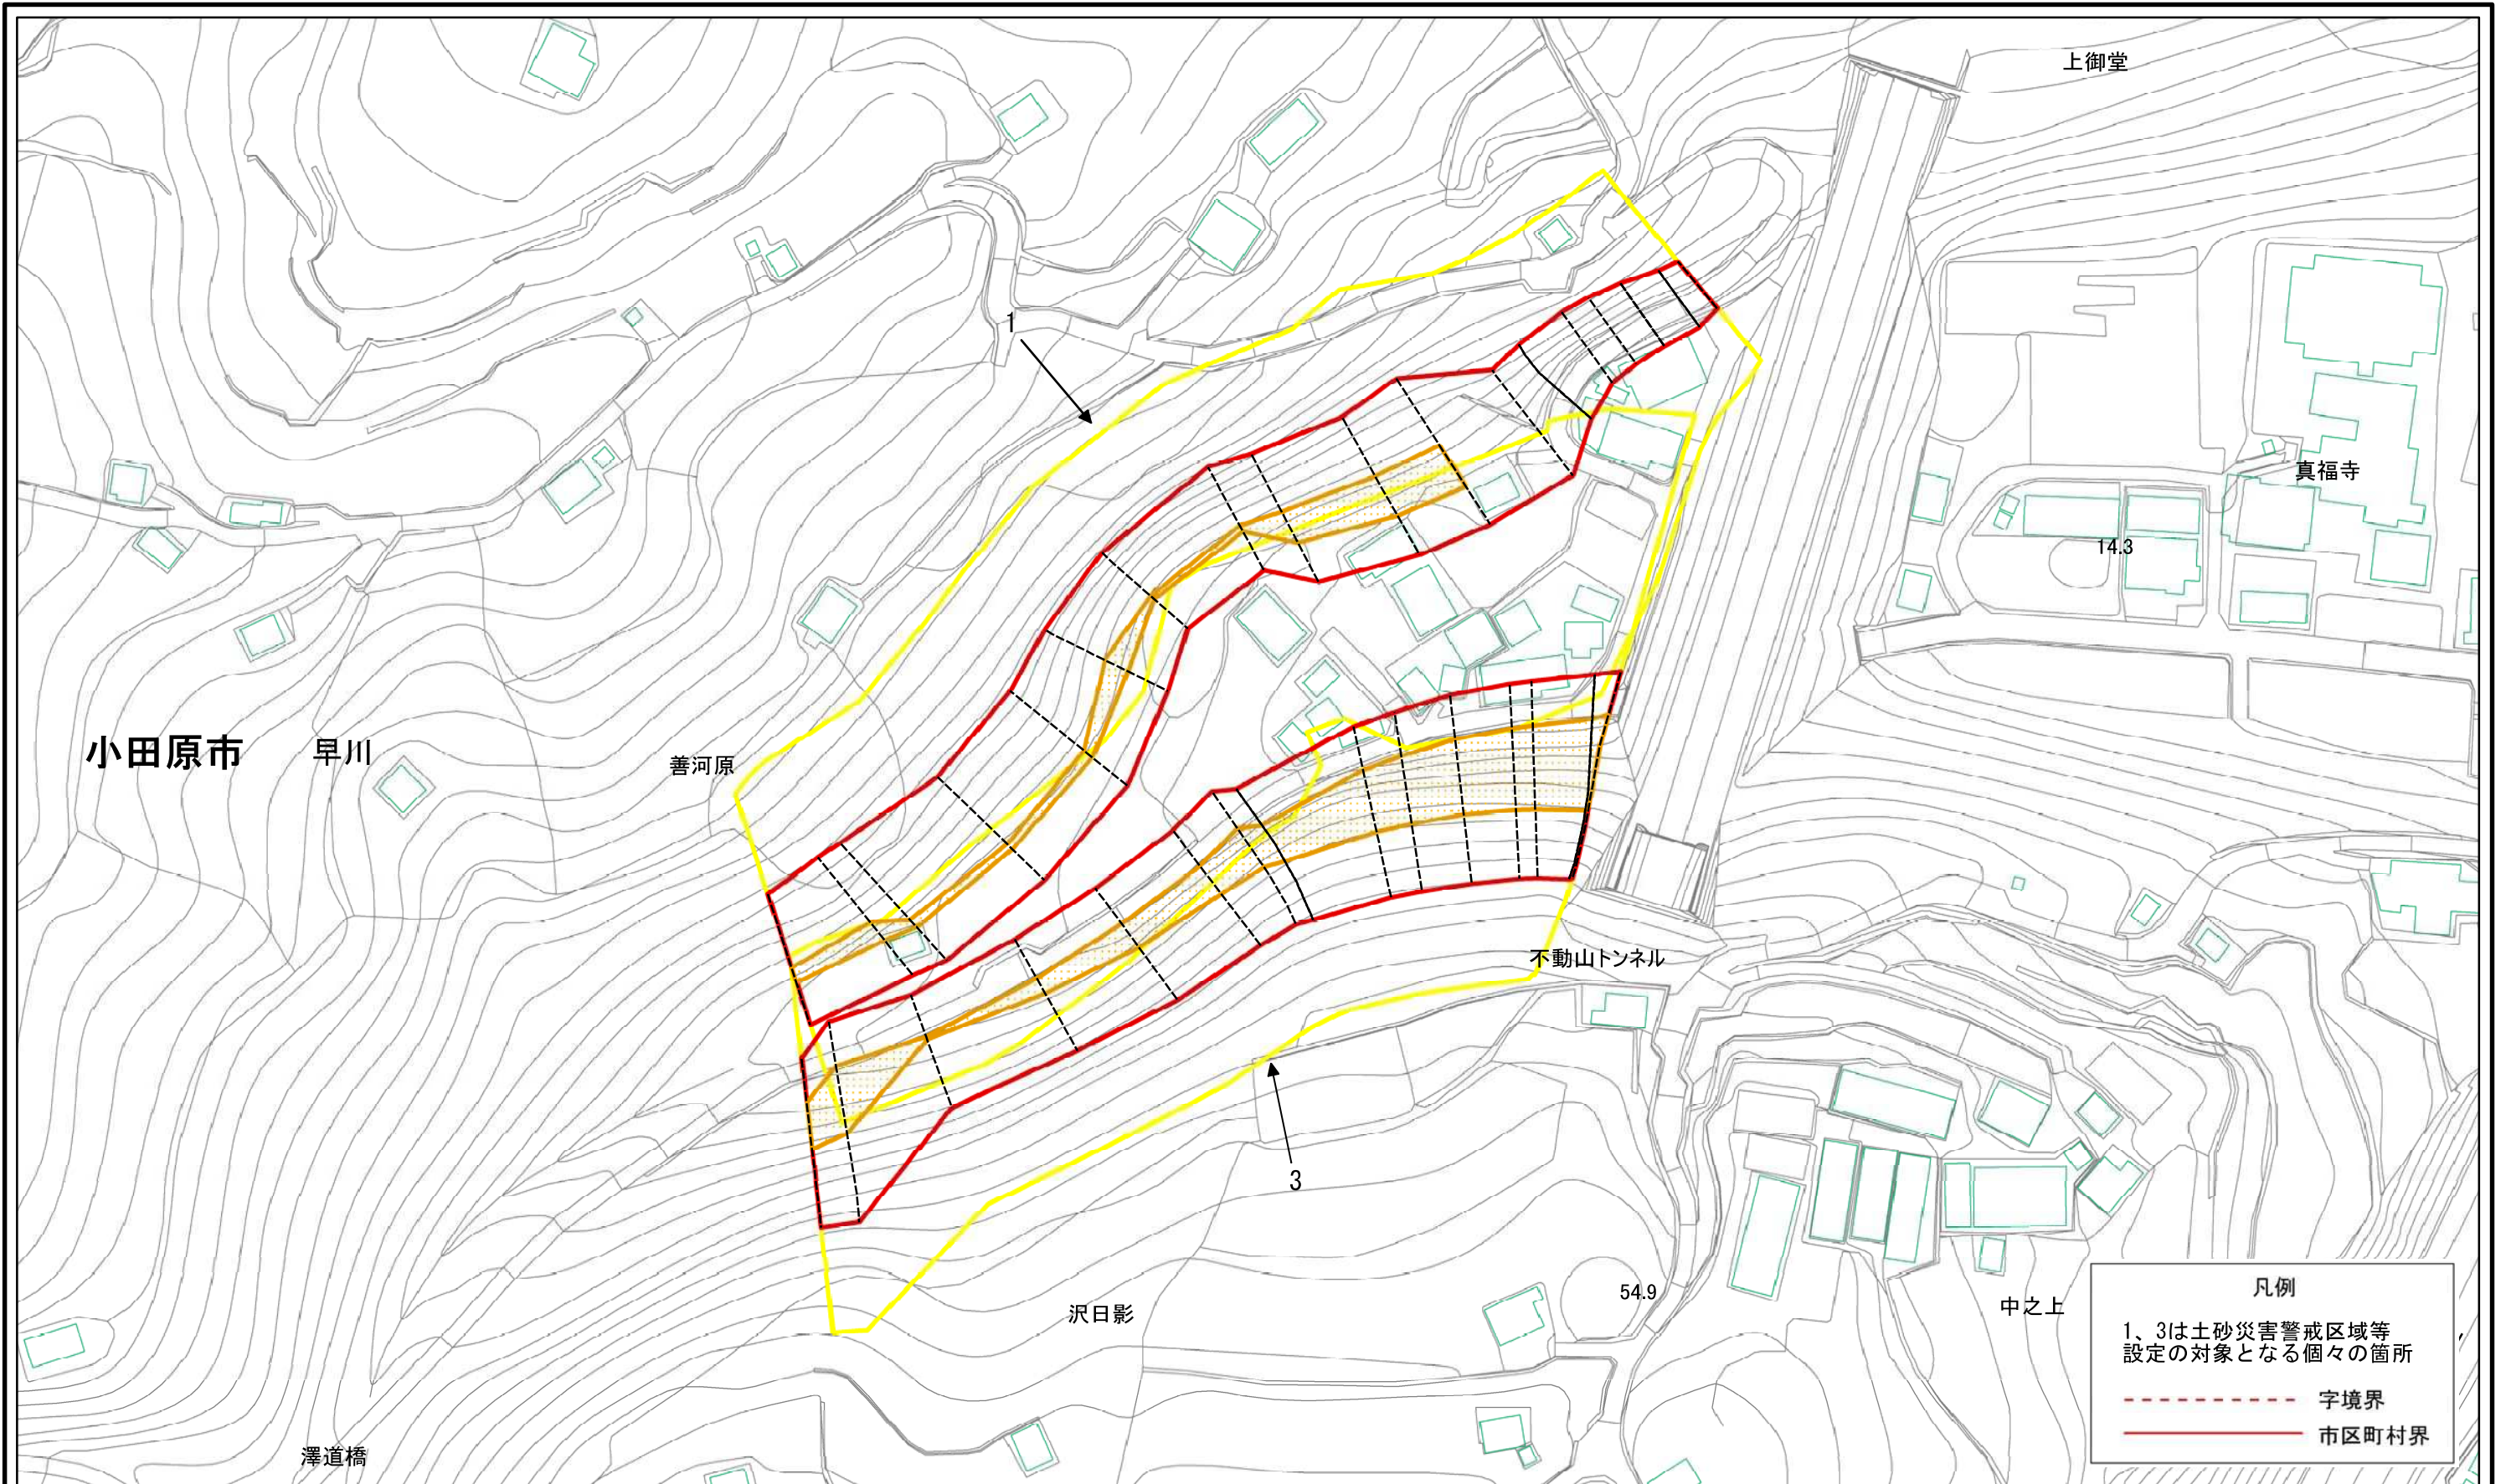 上御堂
1
真福寺
14.3
小田原市
早川
善河原
不動山トンネル
3
54.9
沢日影
中之上
澤道橋
凡例
1、3は土砂災害警戒区域等
設定の対象となる個々の箇所
字境界
市区町村界